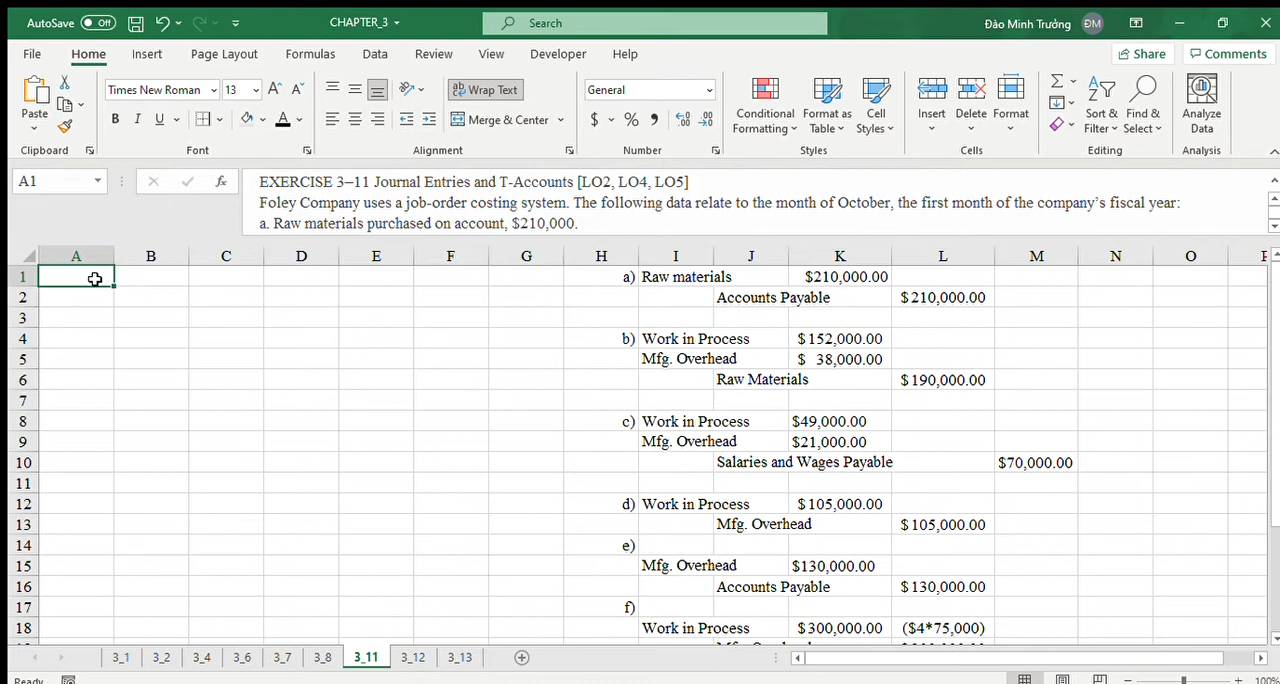 AutoSave Off CHAPTER_3 Search Đào Minh Trưởng ĐM
File Home Insert Page Layout Formulas Data Review View Developer Help Share Comments
Paste Times New Roman 13 A A Wrap Text General Conditional Formatting Format as Table Cell Styles Insert Delete Format Sort & Filter Find & Select Analyze Data
B I U A Merge & Center $ % 9
Clipboard Font Alignment Number Styles Cells Editing Analysis
A1 fx EXERCISE 3–11 Journal Entries and T-Accounts [LO2, LO4, LO5]
Foley Company uses a job-order costing system. The following data relate to the month of October, the first month of the company's fiscal year:
a. Raw materials purchased on account, $210,000.
A B C D E F G H I J K L M N O P
1 a) Raw materials $210,000.00
2 Accounts Payable $210,000.00
3
4 b) Work in Process $152,000.00
5 Mfg. Overhead $ 38,000.00
6 Raw Materials $190,000.00
7
8 c) Work in Process $49,000.00
9 Mfg. Overhead $21,000.00
10 Salaries and Wages Payable $70,000.00
11
12 d) Work in Process $105,000.00
13 Mfg. Overhead $105,000.00
14 e)
15 Mfg. Overhead $130,000.00
16 Accounts Payable $130,000.00
17 f)
18 Work in Process $300,000.00 ($4*75,000)
3_1 3_2 3_4 3_6 3_7 3_8 3_11 3_12 3_13
Ready 100%